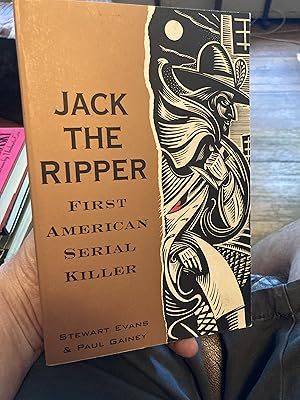 JACK
THE
RIPPER
FIRST
AMERICAN
SERIAL
KILLER
STEWART EVANS
& PAUL GAINEY